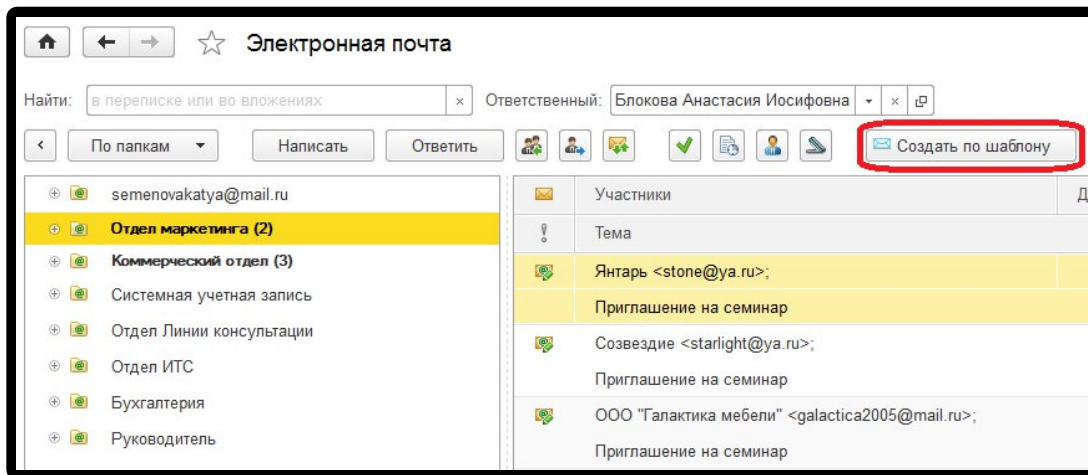 Электронная почта
Найти: в переписке или во вложениях Ответственный: Блокова Анастасия Иосифовна
По папкам Написать Ответить Создать по шаблону
semenovakatya@mail.ru
Отдел маркетинга (2)
Коммерческий отдел (3)
Системная учетная запись
Отдел Линии консультации
Отдел ИТС
Бухгалтерия
Руководитель
Участники Д
Тема
Янтарь <stone@ya.ru>;
Приглашение на семинар
Созвездие <starlight@ya.ru>;
Приглашение на семинар
ООО "Галактика мебели" <galactica2005@mail.ru>;
Приглашение на семинар